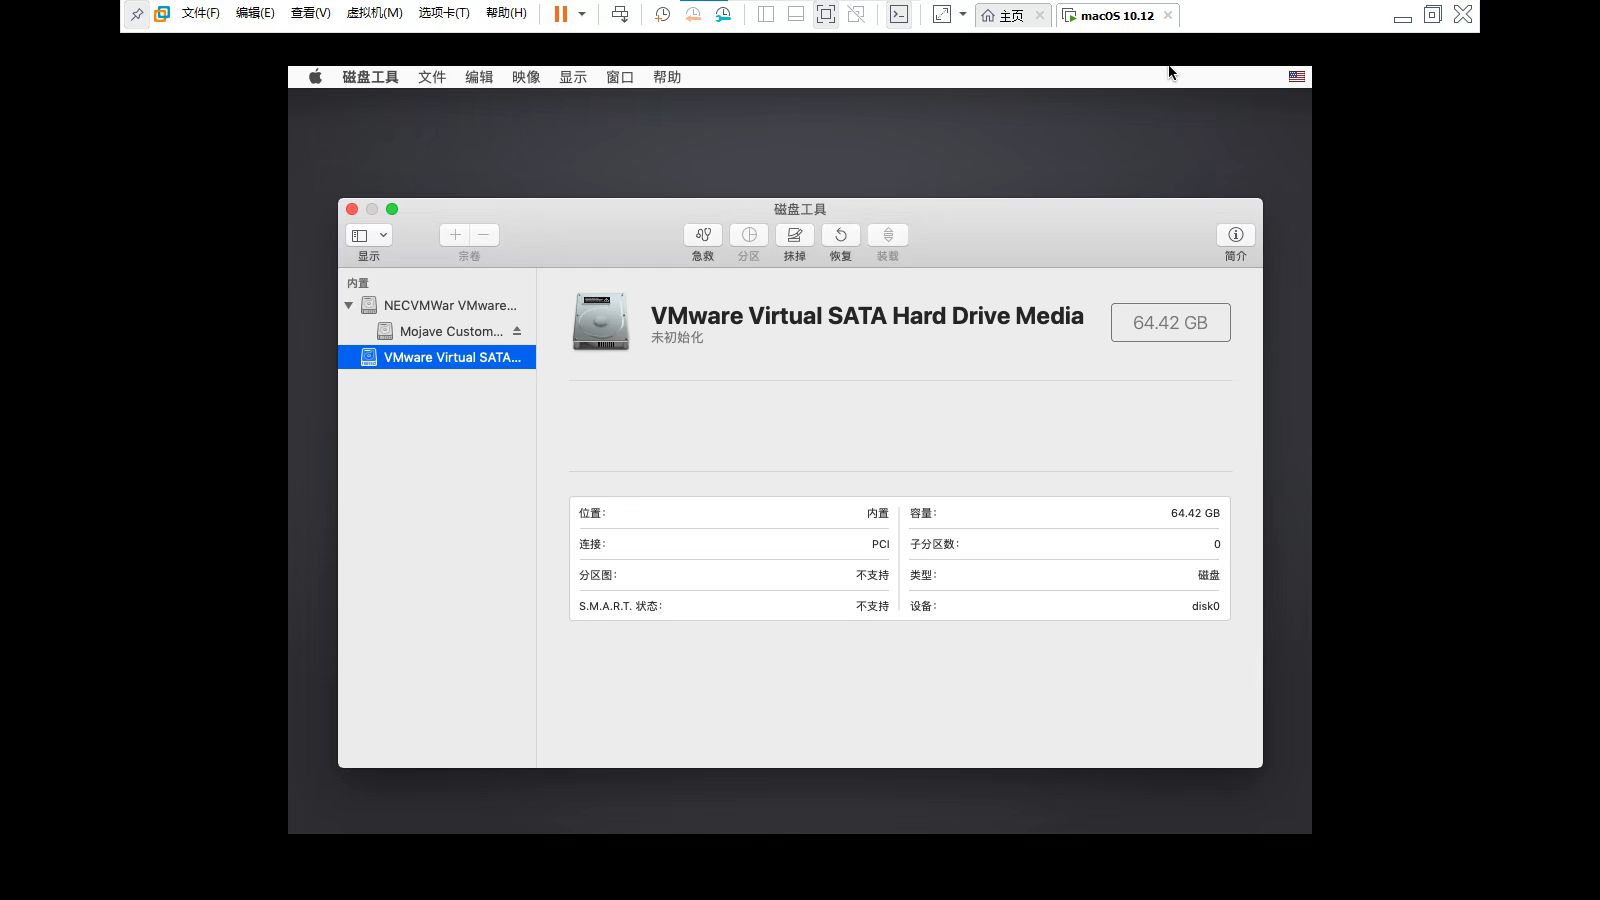 文件(F) 编辑(E) 查看(V) 虚拟机(M) 选项卡(T) 帮助(H) 主页 macOS 10.12
磁盘工具 文件 编辑 映像 显示 窗口 帮助
磁盘工具
显示 宗卷 急救 分区 抹掉 恢复 装载 简介
内置
NECVMWar VMware...
Mojave Custom...
VMware Virtual SATA...
VMware Virtual SATA Hard Drive Media
未初始化
64.42 GB
位置: 内置
容量: 64.42 GB
连接: PCI
子分区数: 0
分区图: 不支持
类型: 磁盘
S.M.A.R.T. 状态: 不支持
设备: disk0